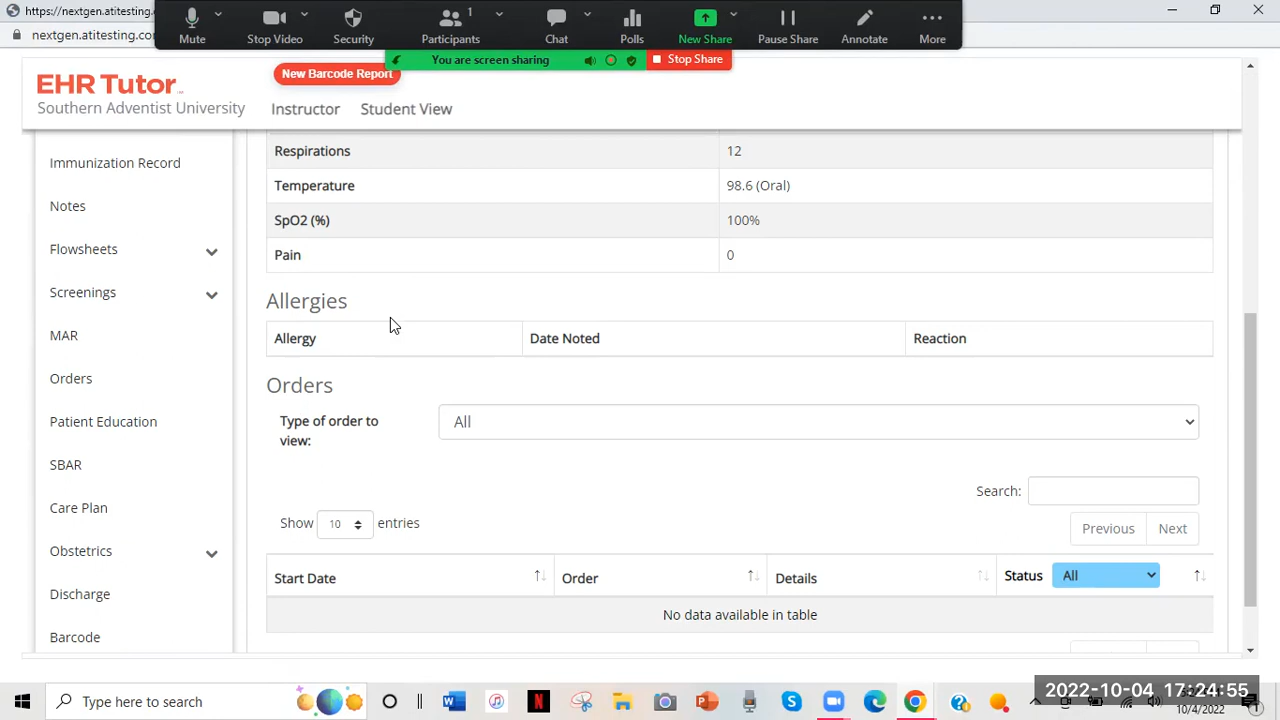 https://nextgen.atitesting.
nextgen.atitesting.co
Mute
Stop Video
Security
1
Participants
Chat
Polls
New Share
Pause Share
Annotate
More
You are screen sharing
Stop Share
EHR Tutor
Southern Adventist University
New Barcode Report
Instructor
Student View
Immunization Record
Notes
Flowsheets
Screenings
MAR
Orders
Patient Education
SBAR
Care Plan
Obstetrics
Discharge
Barcode
Respirations 12
Temperature 98.6 (Oral)
SpO2 (%) 100%
Pain 0
Allergies
Allergy Date Noted Reaction
Orders
Type of order to
view:
All
Search:
Show 10 entries
Previous Next
Start Date Order Details Status All
No data available in table
Type here to search
2022-10-04 17:24:55
10/4/2022